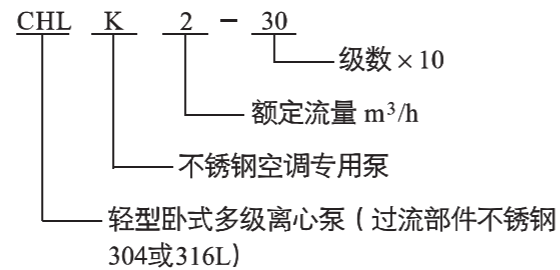 CHL K 2 - 30
级数 × 10
额定流量 m³/h
不锈钢空调专用泵
轻型卧式多级离心泵（过流部件不锈钢
304或316L）